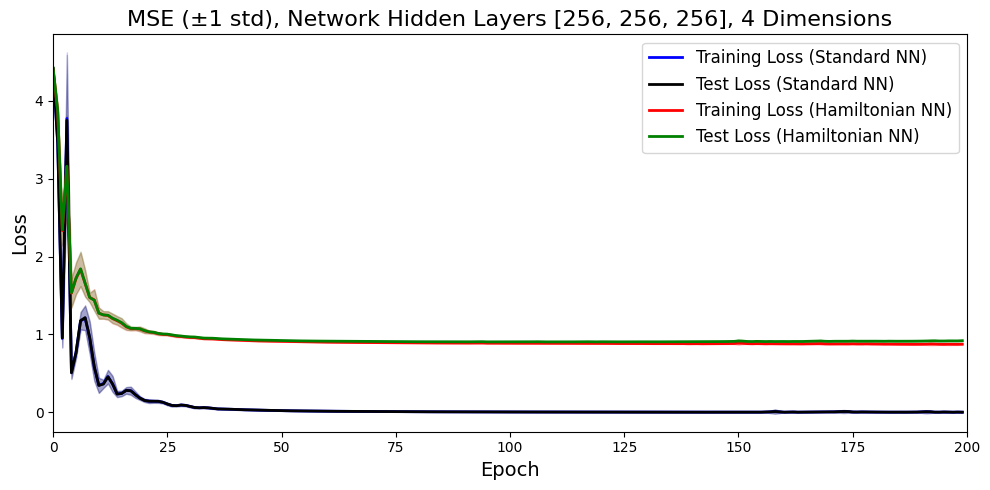 MSE (±1 std), Network Hidden Layers [256, 256, 256], 4 Dimensions
Training Loss (Standard NN)
Test Loss (Standard NN)
Training Loss (Hamiltonian NN)
Test Loss (Hamiltonian NN)
Loss
4
3
2
1
0
0 25 50 75 100 125 150 175 200
Epoch